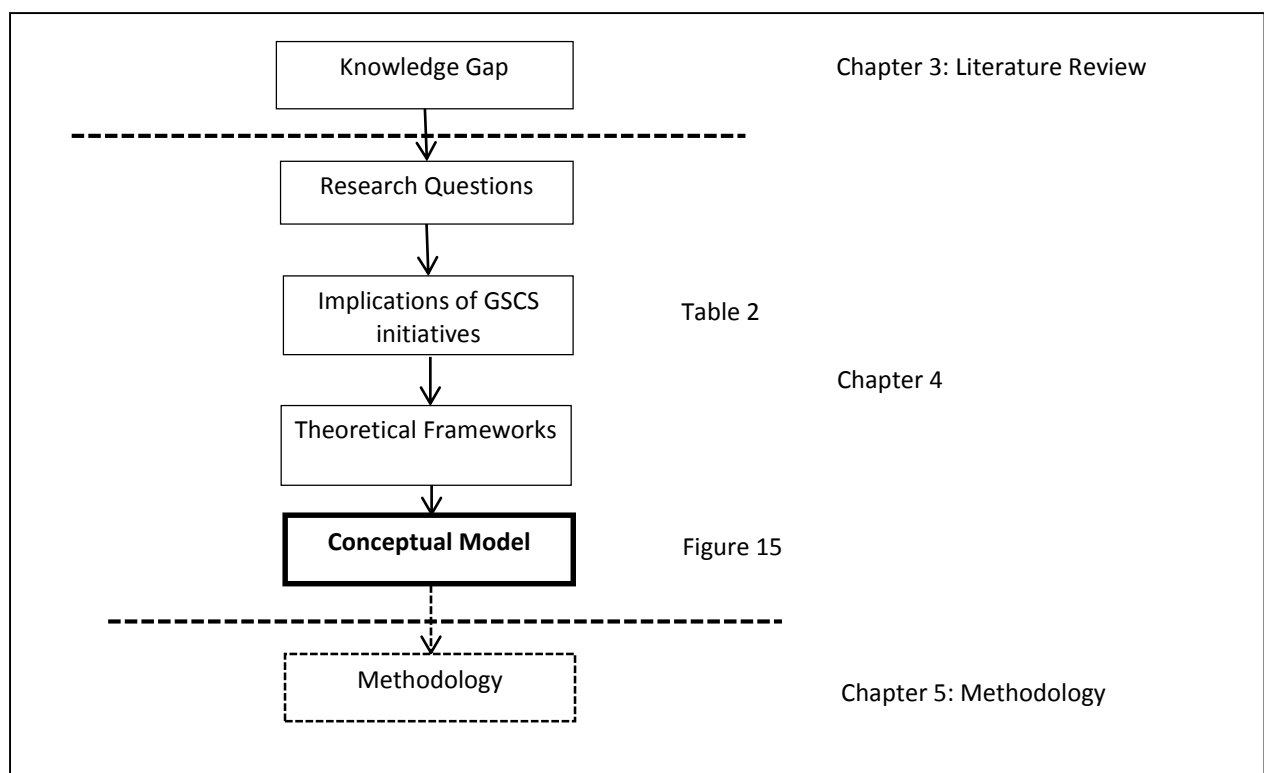 Knowledge Gap
Chapter 3: Literature Review
Research Questions
Implications of GSCS
initiatives
Table 2
Chapter 4
Theoretical Frameworks
Conceptual Model
Figure 15
Methodology
Chapter 5: Methodology